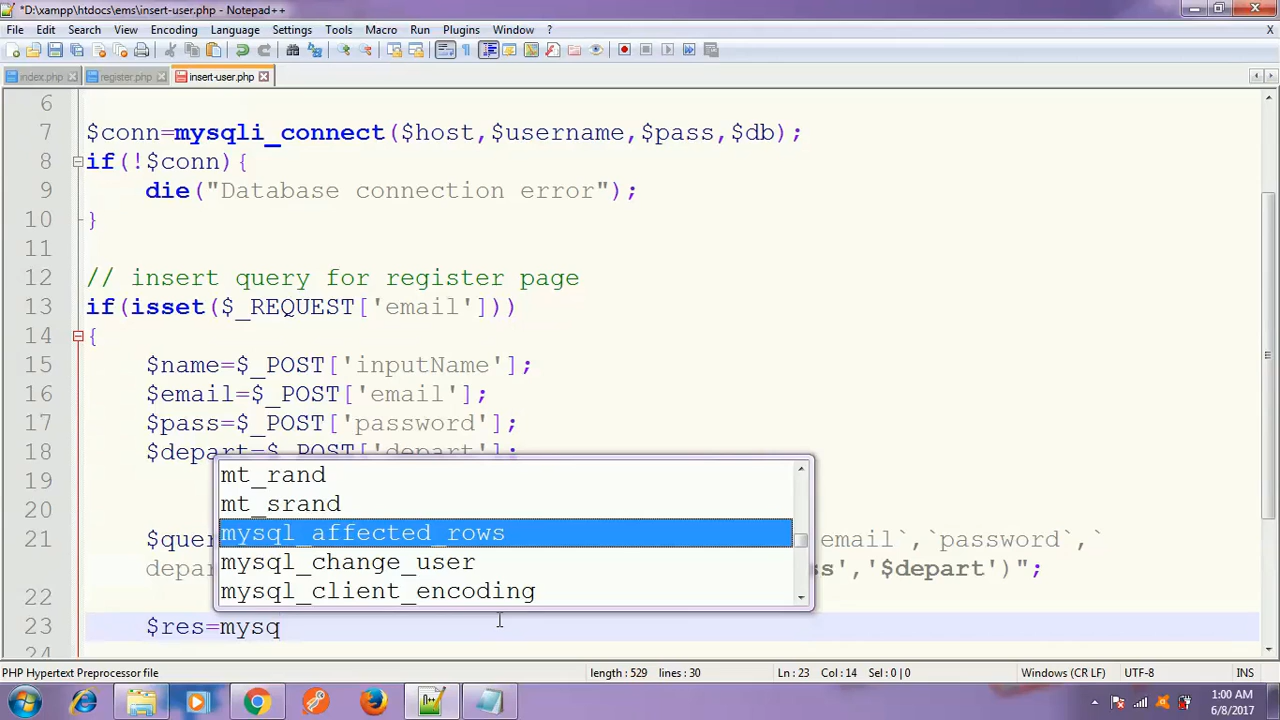 *D:\xampp\htdocs\ems\insert-user.php - Notepad++
File Edit Search View Encoding Language Settings Tools Macro Run Plugins Window ?
index.php register.php insert-user.php
6
7 $conn=mysqli_connect($host,$username,$pass,$db);
8 if(!$conn){
9 die("Database connection error");
10 }
11
12 // insert query for register page
13 if(isset($_REQUEST['email']))
14 {
15 $name=$_POST['inputName'];
16 $email=$_POST['email'];
17 $pass=$_POST['password'];
18 $depart=$_POST['depart'];
19 mt_rand
20 mt_srand
mysql_affected_rows
21 $quer email`,`password`,`
mysql_change_user
depar ss','$depart')";
22 mysql_client_encoding
23 $res=mysq
24
PHP Hypertext Preprocessor file length : 529 lines : 30 Ln : 23 Col : 14 Sel : 0 | 0 Windows (CR LF) UTF-8 INS
1:00 AM
6/8/2017